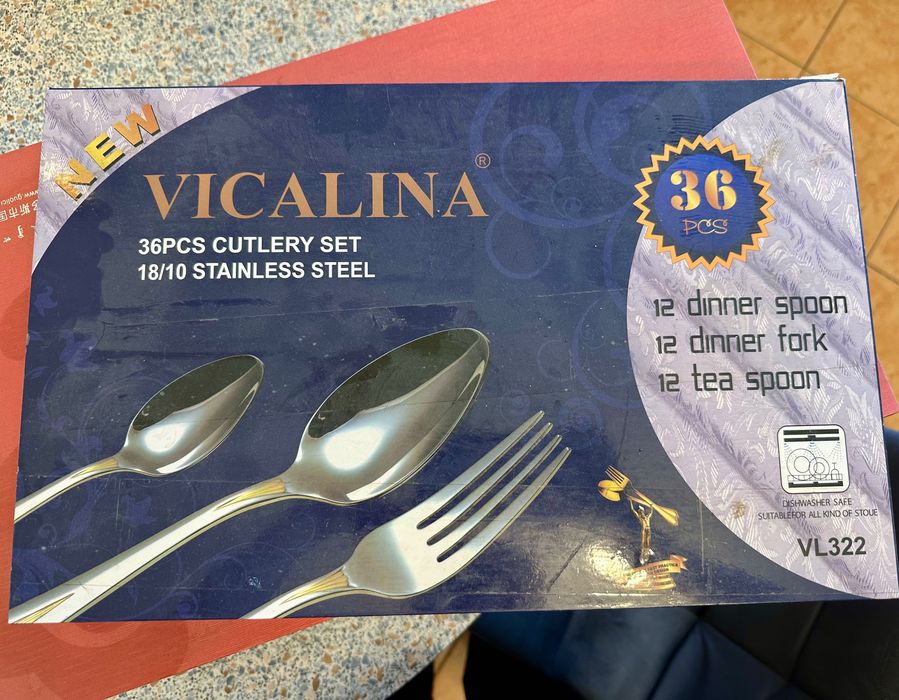 NEW
VICALINA®
36PCS CUTLERY SET
18/10 STAINLESS STEEL
36
PCS
12 dinner spoon
12 dinner fork
12 tea spoon
DISHWASHER SAFE
SUITABLEFOR ALL KIND OF STOUE
VL322